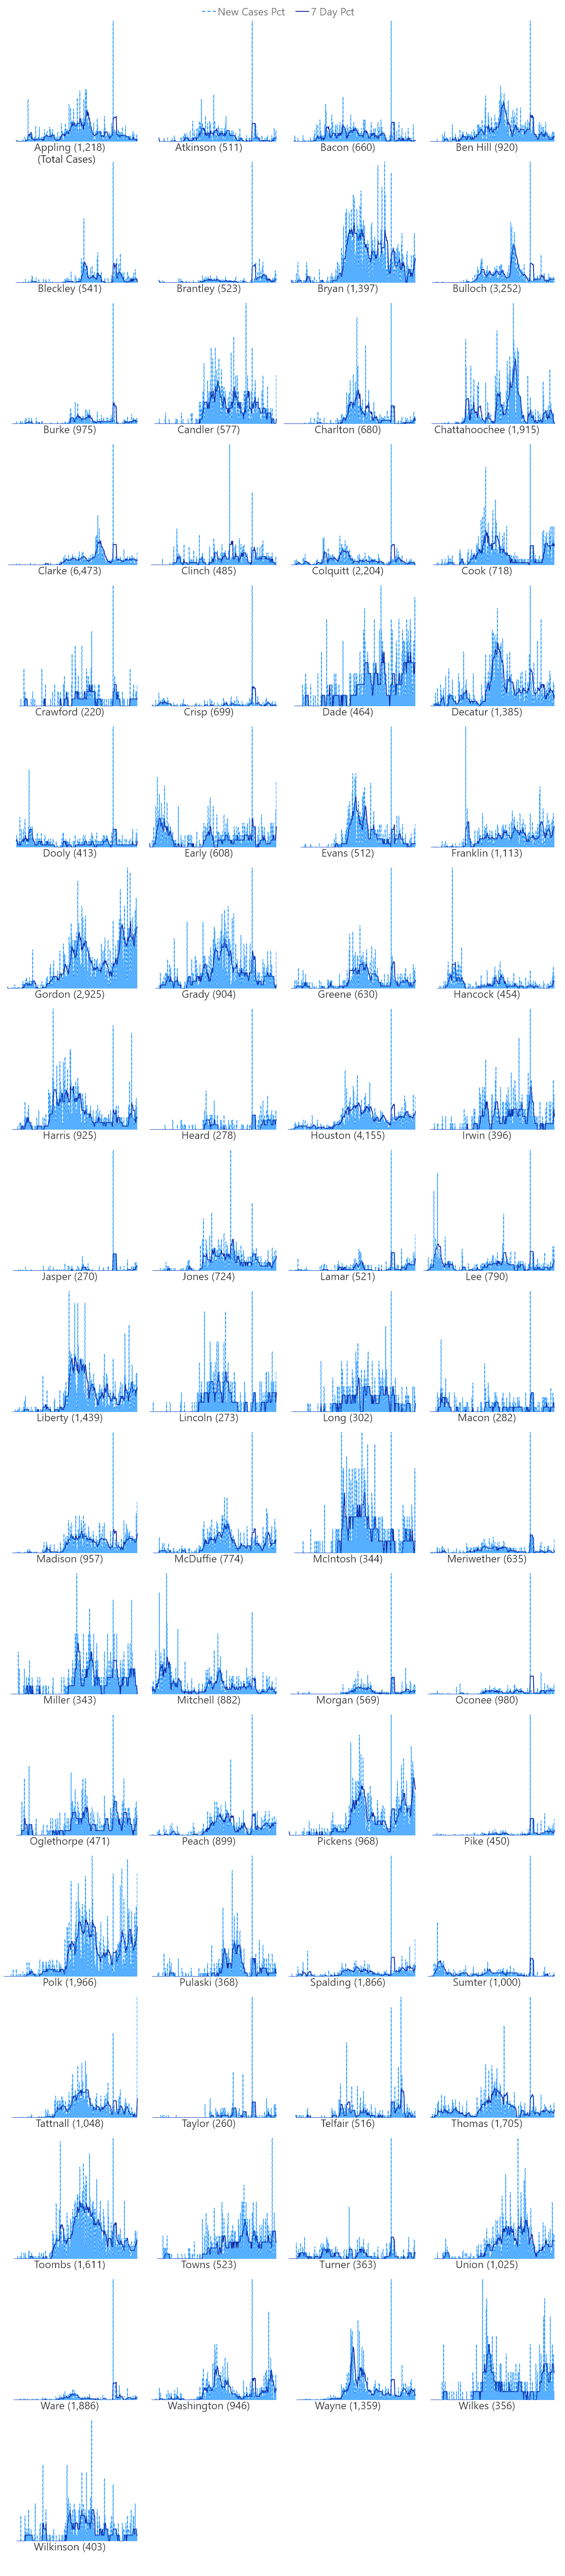 New Cases Pct 7 Day Pct
Appling (1,218) Atkinson (511) Bacon (660) Ben Hill (920)
(Total Cases)
Bleckley (541) Brantley (523) Bryan (1,397) Bulloch (3,252)
Burke (975) Candler (577) Charlton (680) Chattahoochee (1,915)
Clarke (6,473) Clinch (485) Colquitt (2,204) Cook (718)
Crawford (220) Crisp (699) Dade (464) Decatur (1,385)
Dooly (413) Early (608) Evans (512) Franklin (1,113)
Gordon (2,925) Grady (904) Greene (630) Hancock (454)
Harris (925) Heard (278) Houston (4,155) Irwin (396)
Jasper (270) Jones (724) Lamar (521) Lee (790)
Liberty (1,439) Lincoln (273) Long (302) Macon (282)
Madison (957) McDuffie (774) McIntosh (344) Meriwether (635)
Miller (343) Mitchell (882) Morgan (569) Oconee (980)
Oglethorpe (471) Peach (899) Pickens (968) Pike (450)
Polk (1,966) Pulaski (368) Spalding (1,866) Sumter (1,000)
Tattnall (1,048) Taylor (260) Telfair (516) Thomas (1,705)
Toombs (1,611) Towns (523) Turner (363) Union (1,025)
Ware (1,886) Washington (946) Wayne (1,359) Wilkes (356)
Wilkinson (403)